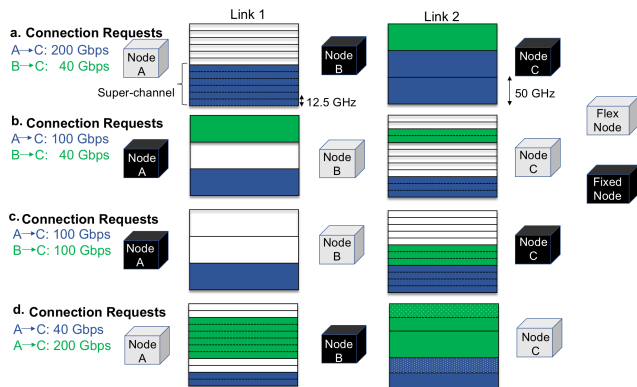 Link 1
Link 2
a. Connection Requests
A→C: 200 Gbps
B→C: 40 Gbps
Node A
Node B
Node C
Super-channel
12.5 GHz
50 GHz
Flex Node
Fixed Node
b. Connection Requests
A→C: 100 Gbps
B→C: 40 Gbps
Node A
Node B
Node C
c. Connection Requests
A→C: 100 Gbps
B→C: 100 Gbps
Node A
Node B
Node C
d. Connection Requests
A→C: 40 Gbps
A→C: 200 Gbps
Node A
Node B
Node C